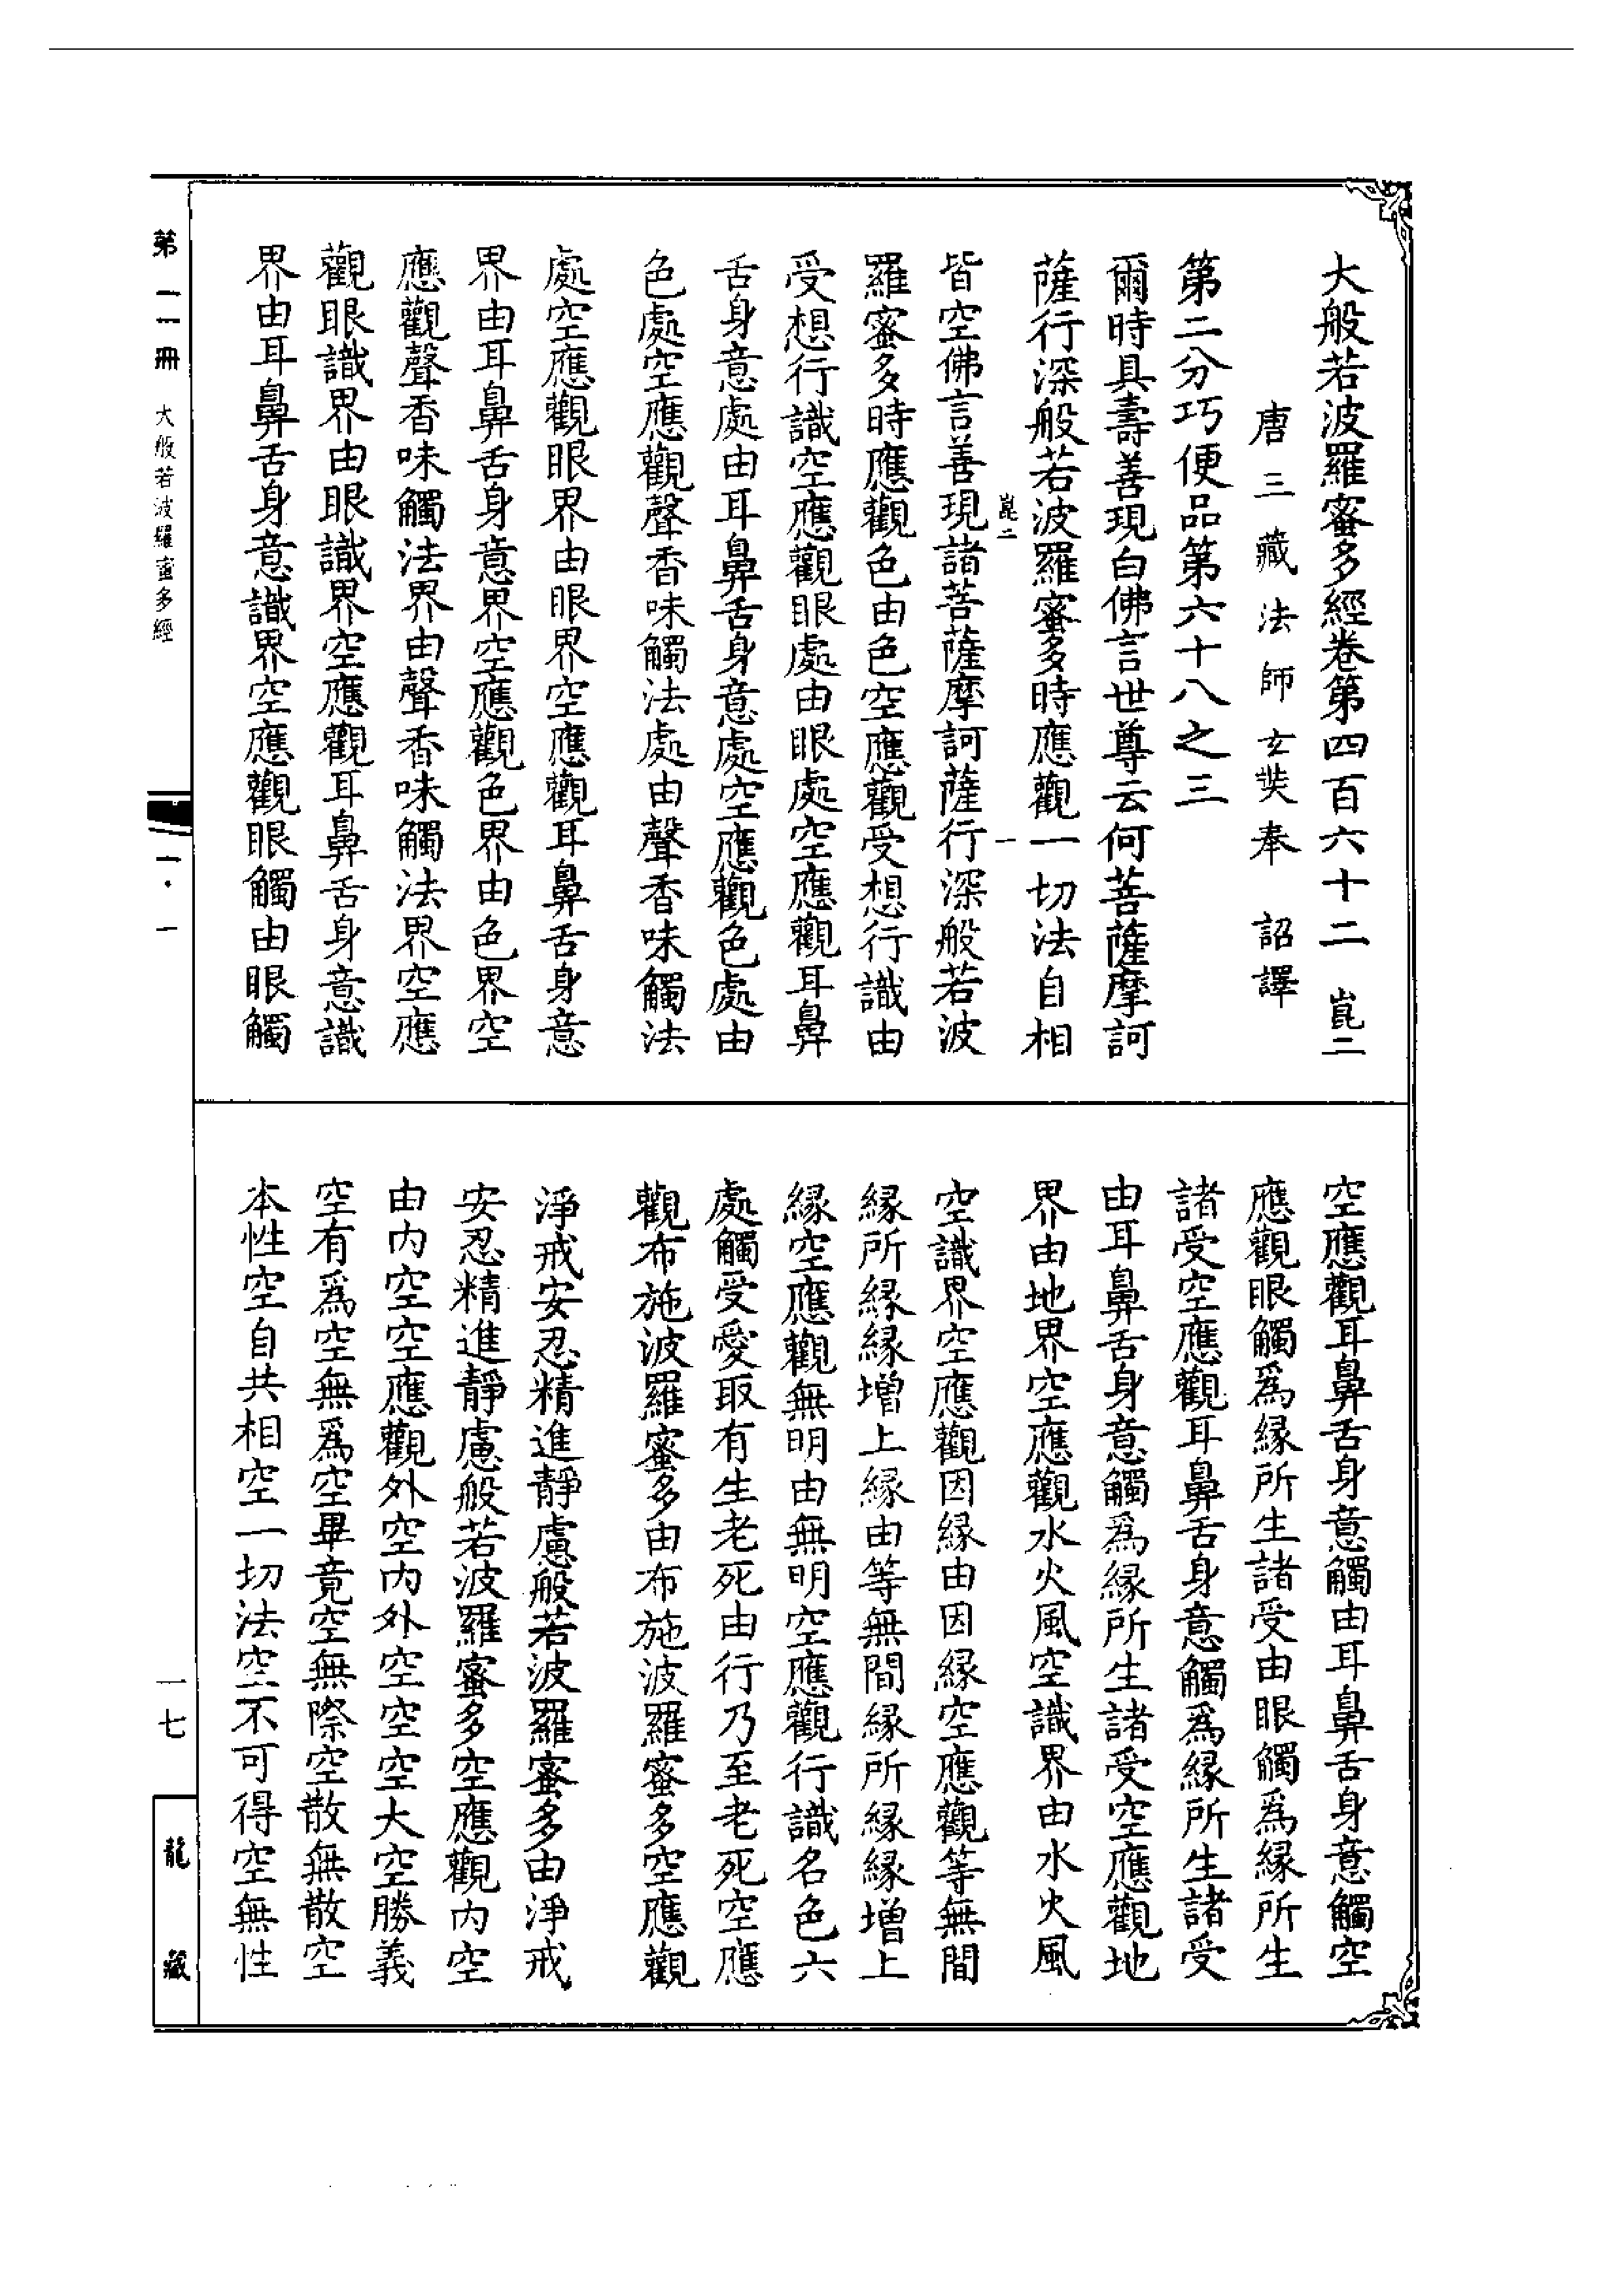 大般若波羅蜜多經卷第四百六十二　崑二
唐三藏法師玄奘奉　詔譯
第二分巧便品第六十八之三
爾時具壽善現白佛言世尊云何菩薩摩訶
薩行深般若波羅蜜多時應觀一切法自相
崑二　一
皆空佛言善現諸菩薩摩訶薩行深般若波
羅蜜多時應觀色由色空應觀受想行識由
受想行識空應觀眼處由眼處空應觀耳鼻
舌身意處由耳鼻舌身意處空應觀色處由
色處空應觀聲香味觸法處由聲香味觸法
處空應觀眼界由眼界空應觀耳鼻舌身意
界由耳鼻舌身意界空應觀色界由色界空
應觀聲香味觸法界由聲香味觸法界空應
觀眼識界由眼識界空應觀耳鼻舌身意識
界由耳鼻舌身意識界空應觀眼觸由眼觸
空應觀耳鼻舌身意觸由耳鼻舌身意觸空
應觀眼觸爲緣所生諸受由眼觸爲緣所生
諸受空應觀耳鼻舌身意觸爲緣所生諸受
由耳鼻舌身意觸爲緣所生諸受空應觀地
界由地界空應觀水火風空識界由水火風
空識界空應觀因緣由因緣空應觀等無間
緣所緣緣增上緣由等無間緣所緣緣增上
緣空應觀無明由無明空應觀行識名色六
處觸受愛取有生老死由行乃至老死空應
觀布施波羅蜜多由布施波羅蜜多空應觀
淨戒安忍精進靜慮般若波羅蜜多由淨戒
安忍精進靜慮般若波羅蜜多空應觀內空
由內空空應觀外空內外空空空大空勝義
空有爲空無爲空畢竟空無際空散無散空
本性空自共相空一切法空不可得空無性
第一一冊　大般若波羅蜜多經
一·一
一七
龍藏